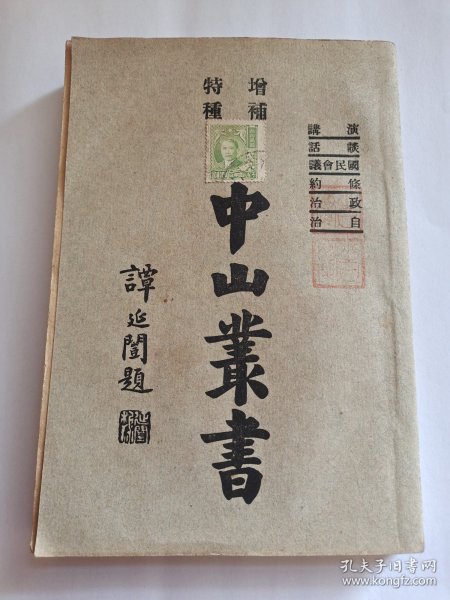 增補
特種
演講
談話
國民會議
條約
政治
自治
中山叢書
譚延闓題
孔夫子旧书网
www.kongfz.com